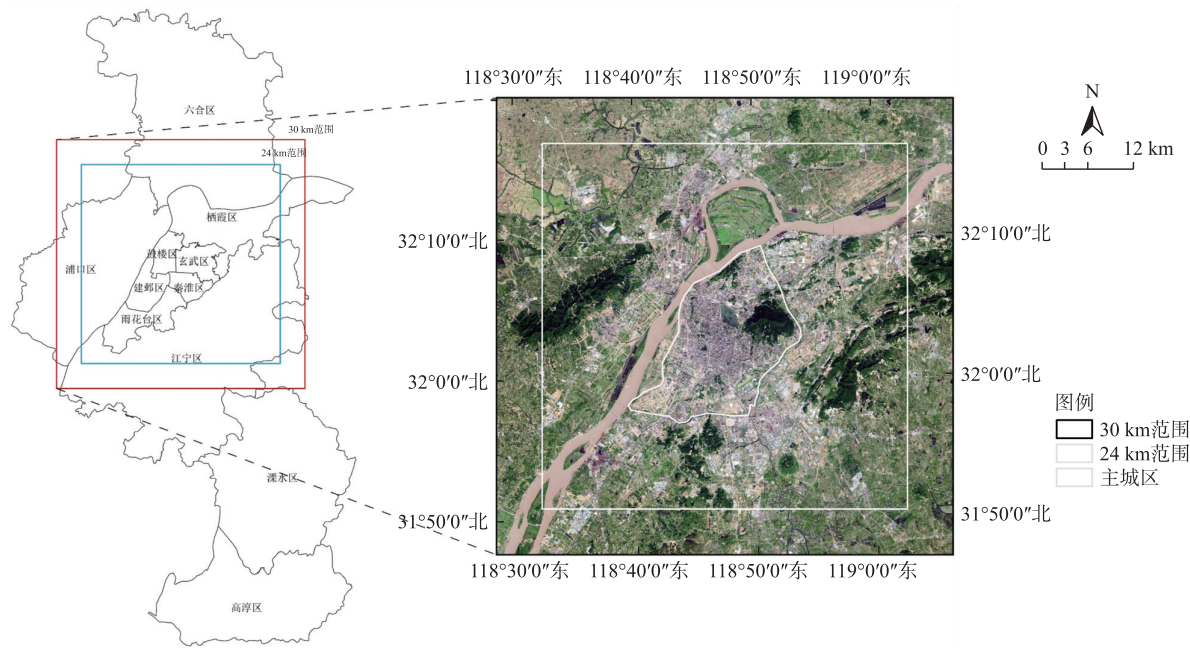 六合区
30 km范围
24 km范围
栖霞区
鼓楼区
玄武区
浦口区
建邺区
秦淮区
雨花台区
江宁区
溧水区
高淳区
118°30′0″东 118°40′0″东 118°50′0″东 119°0′0″东
32°10′0″北
32°10′0″北
32°0′0″北
32°0′0″北
31°50′0″北
31°50′0″北
118°30′0″东 118°40′0″东 118°50′0″东 119°0′0″东
N
0 3 6 12 km
图例
30 km范围
24 km范围
主城区